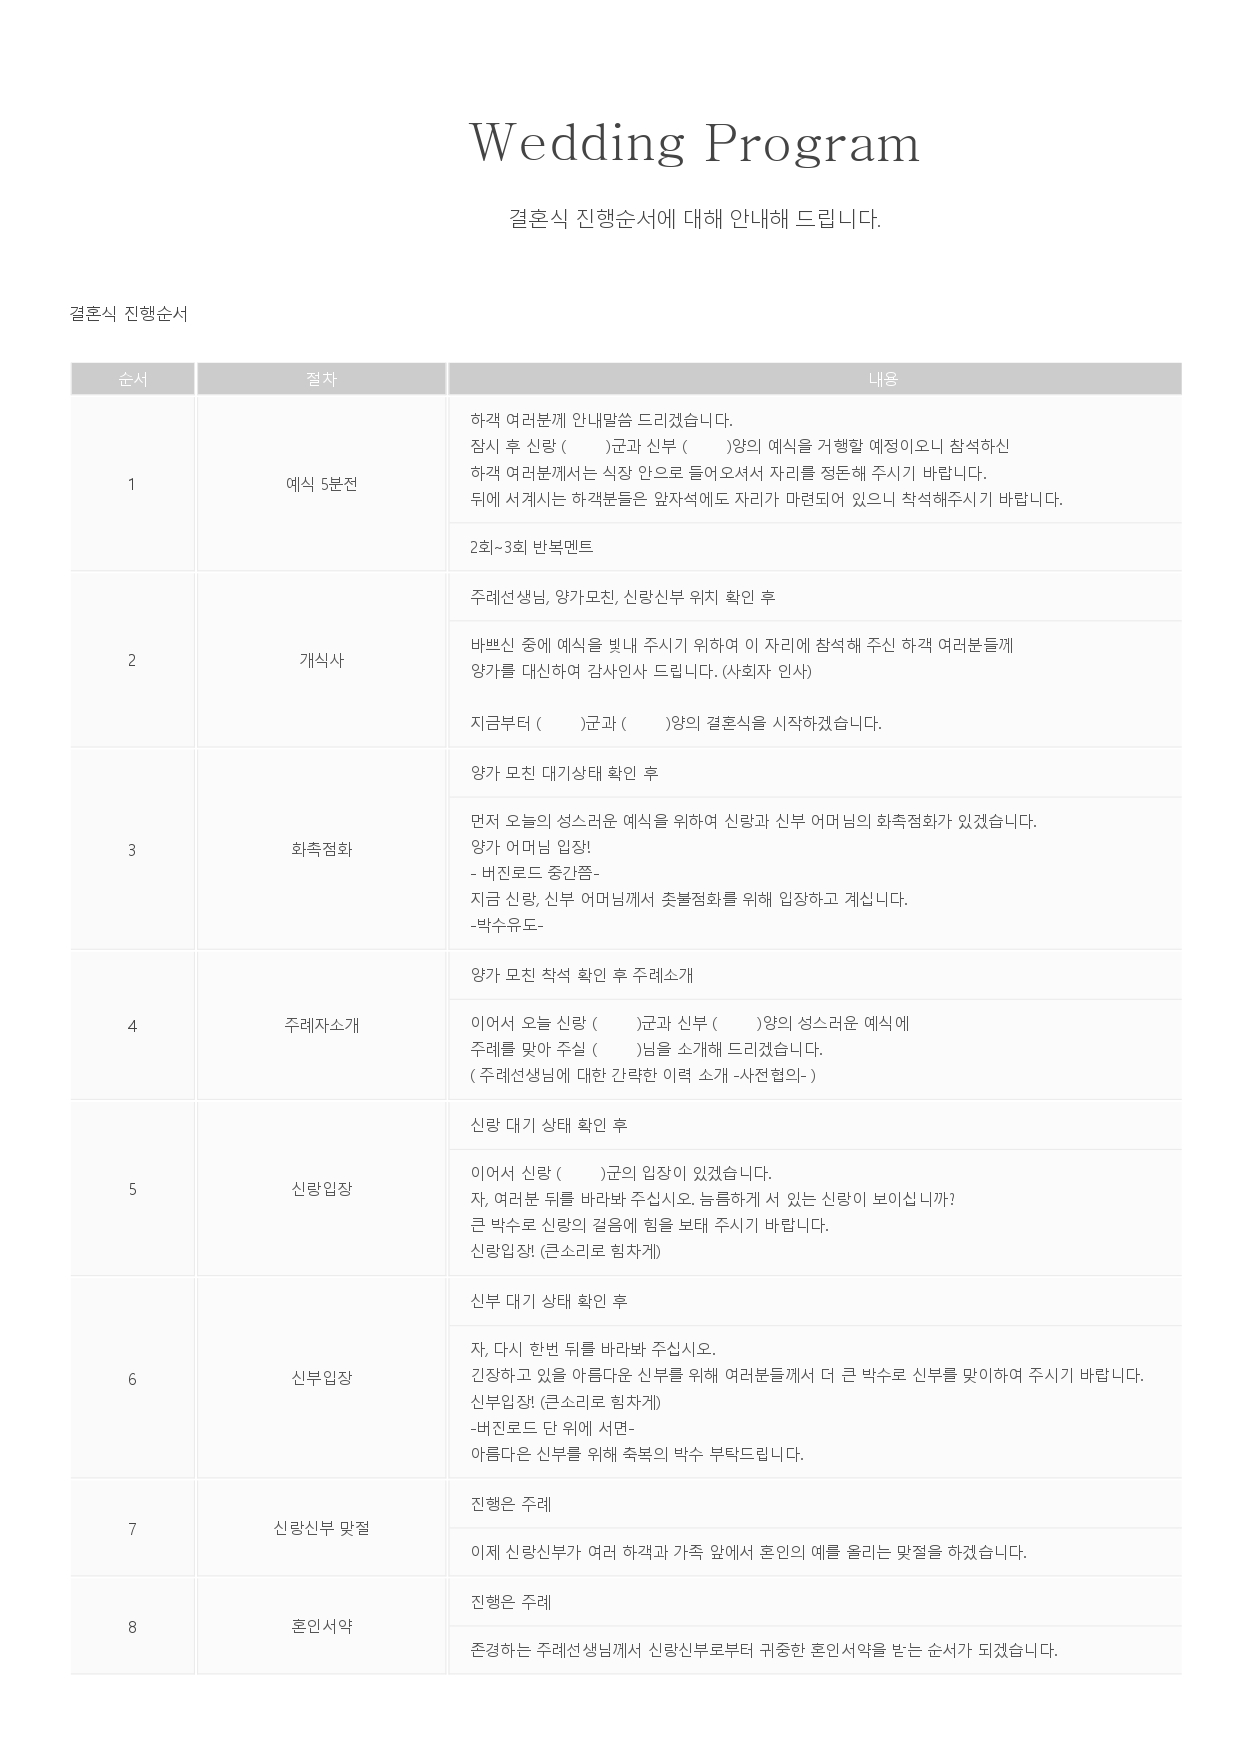 Wedding Program
결혼식 진행순서에 대해 안내해 드립니다.
결혼식 진행순서
순서 절차 내용
1 예식 5분전
하객 여러분께 안내말씀 드리겠습니다.
잠시 후 신랑 ( )군과 신부 ( )양의 예식을 거행할 예정이오니 참석하신
하객 여러분께서는 식장 안으로 들어오셔서 자리를 정돈해 주시기 바랍니다.
뒤에 서계시는 하객분들은 앞자석에도 자리가 마련되어 있으니 착석해주시기 바랍니다.
2회~3회 반복멘트
2 개식사
주례선생님, 양가모친, 신랑신부 위치 확인 후
바쁘신 중에 예식을 빛내 주시기 위하여 이 자리에 참석해 주신 하객 여러분들께
양가를 대신하여 감사인사 드립니다. (사회자 인사)
지금부터 ( )군과 ( )양의 결혼식을 시작하겠습니다.
3 화촉점화
양가 모친 대기상태 확인 후
먼저 오늘의 성스러운 예식을 위하여 신랑과 신부 어머님의 화촉점화가 있겠습니다.
양가 어머님 입장!
- 버진로드 중간쯤-
지금 신랑, 신부 어머님께서 촛불점화를 위해 입장하고 계십니다.
-박수유도-
4 주례자소개
양가 모친 착석 확인 후 주례소개
이어서 오늘 신랑 ( )군과 신부 ( )양의 성스러운 예식에
주례를 맞아 주실 ( )님을 소개해 드리겠습니다.
( 주례선생님에 대한 간략한 이력 소개 -사전협의- )
5 신랑입장
신랑 대기 상태 확인 후
이어서 신랑 ( )군의 입장이 있겠습니다.
자, 여러분 뒤를 바라봐 주십시오. 늠름하게 서 있는 신랑이 보이십니까?
큰 박수로 신랑의 걸음에 힘을 보태 주시기 바랍니다.
신랑입장! (큰소리로 힘차게)
6 신부입장
신부 대기 상태 확인 후
자, 다시 한번 뒤를 바라봐 주십시오.
긴장하고 있을 아름다운 신부를 위해 여러분들께서 더 큰 박수로 신부를 맞이하여 주시기 바랍니다.
신부입장! (큰소리로 힘차게)
-버진로드 단 위에 서면-
아름다은 신부를 위해 축복의 박수 부탁드립니다.
7 신랑신부 맞절
진행은 주례
이제 신랑신부가 여러 하객과 가족 앞에서 혼인의 예를 올리는 맞절을 하겠습니다.
8 혼인서약
진행은 주례
존경하는 주례선생님께서 신랑신부로부터 귀중한 혼인서약을 받는 순서가 되겠습니다.